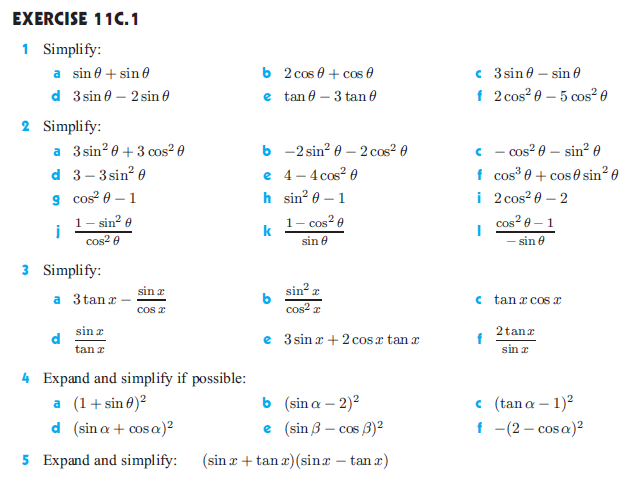 EXERCISE 11C.1
1 Simplify:
a sin θ + sin θ b 2 cos θ + cos θ c 3 sin θ − sin θ
d 3 sin θ − 2 sin θ e tan θ − 3 tan θ f 2 cos² θ − 5 cos² θ
2 Simplify:
a 3 sin² θ + 3 cos² θ b −2 sin² θ − 2 cos² θ c − cos² θ − sin² θ
d 3 − 3 sin² θ e 4 − 4 cos² θ f cos³ θ + cos θ sin² θ
g cos² θ − 1 h sin² θ − 1 i 2 cos² θ − 2
j (1 − sin² θ)/(cos² θ) k (1 − cos² θ)/(sin θ) l (cos² θ − 1)/(− sin θ)
3 Simplify:
a 3 tan x − (sin x)/(cos x) b (sin² x)/(cos² x) c tan x cos x
d (sin x)/(tan x) e 3 sin x + 2 cos x tan x f (2 tan x)/(sin x)
4 Expand and simplify if possible:
a (1 + sin θ)² b (sin α − 2)² c (tan α − 1)²
d (sin α + cos α)² e (sin β − cos β)² f −(2 − cos α)²
5 Expand and simplify: (sin x + tan x)(sin x − tan x)